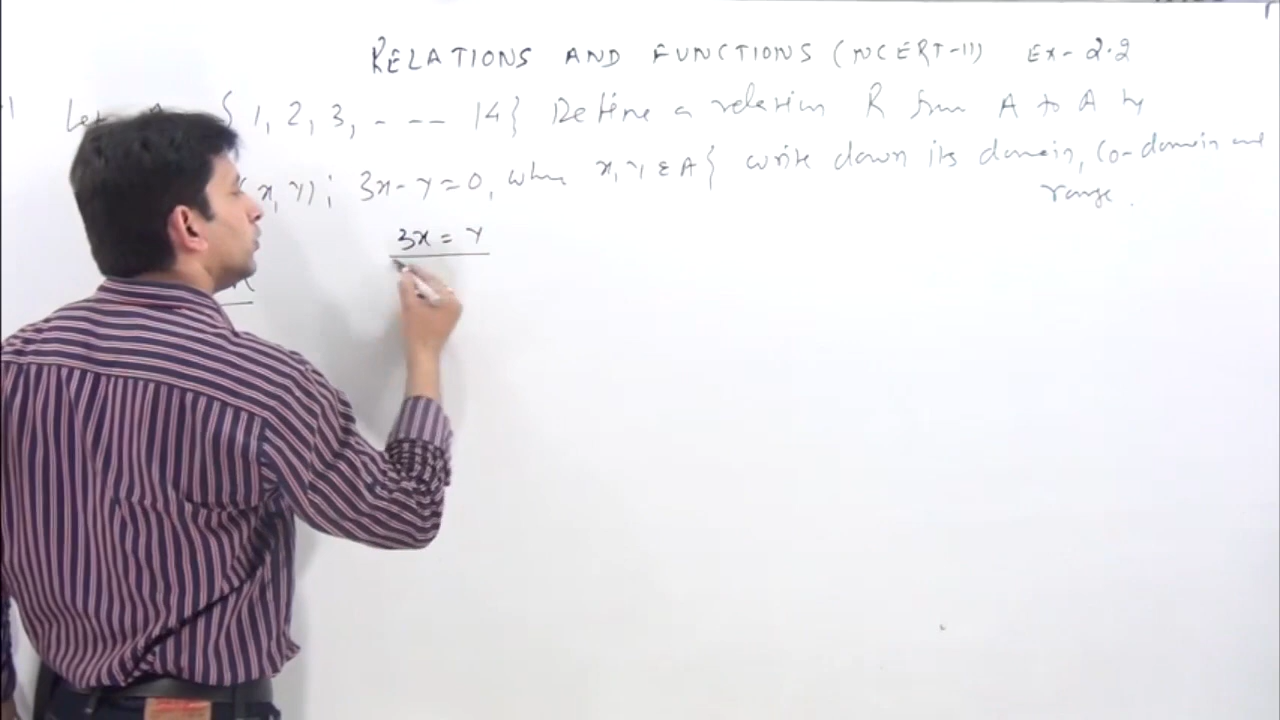 RELATIONS AND FUNCTIONS (NCERT-11) Ex- 2.2
Let { 1, 2, 3, - - - - 14} Define a relation R from A to A by
x, y) ; 3x - y = 0, where x, y ε A } write down its domain, Co-domain and
range.
3x = y